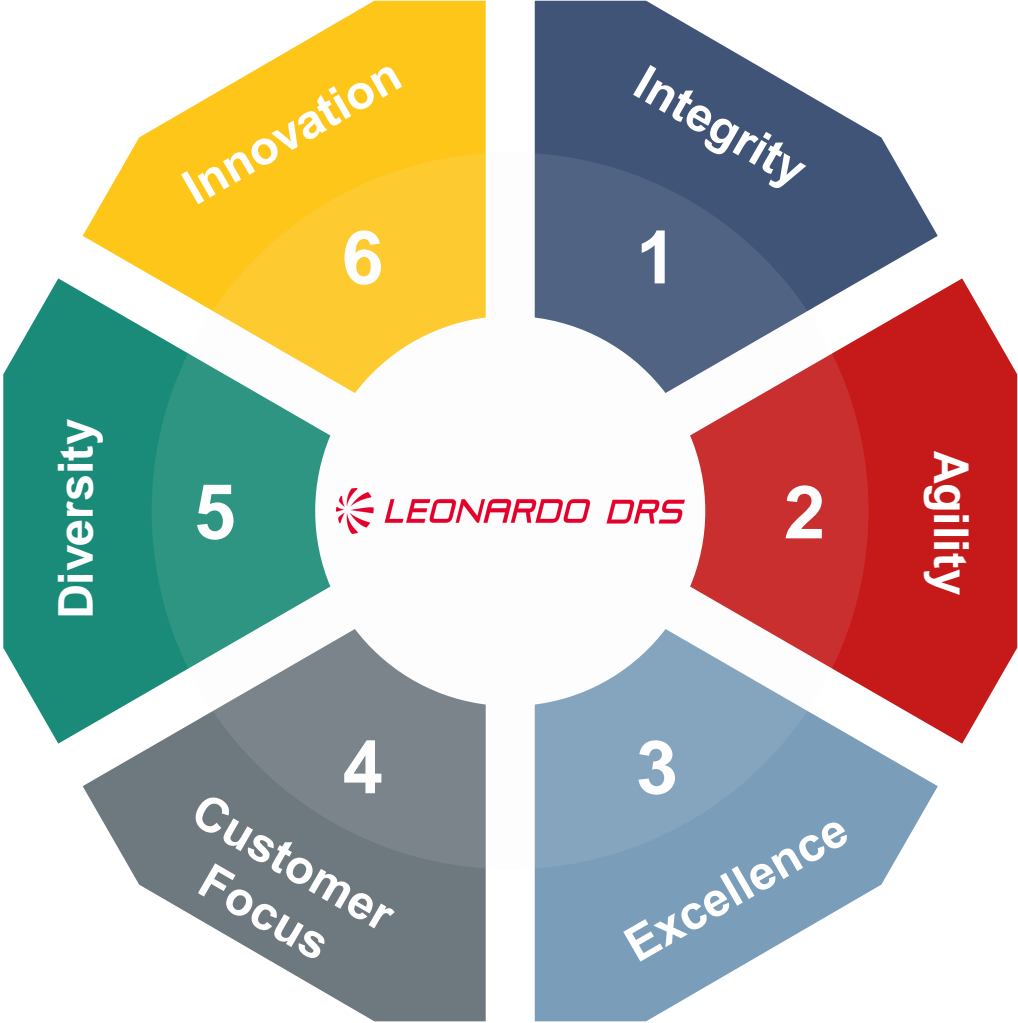 Integrity
1
Agility
2
Excellence
3
Customer
Focus
4
Diversity
5
Innovation
6
LEONARDO DRS